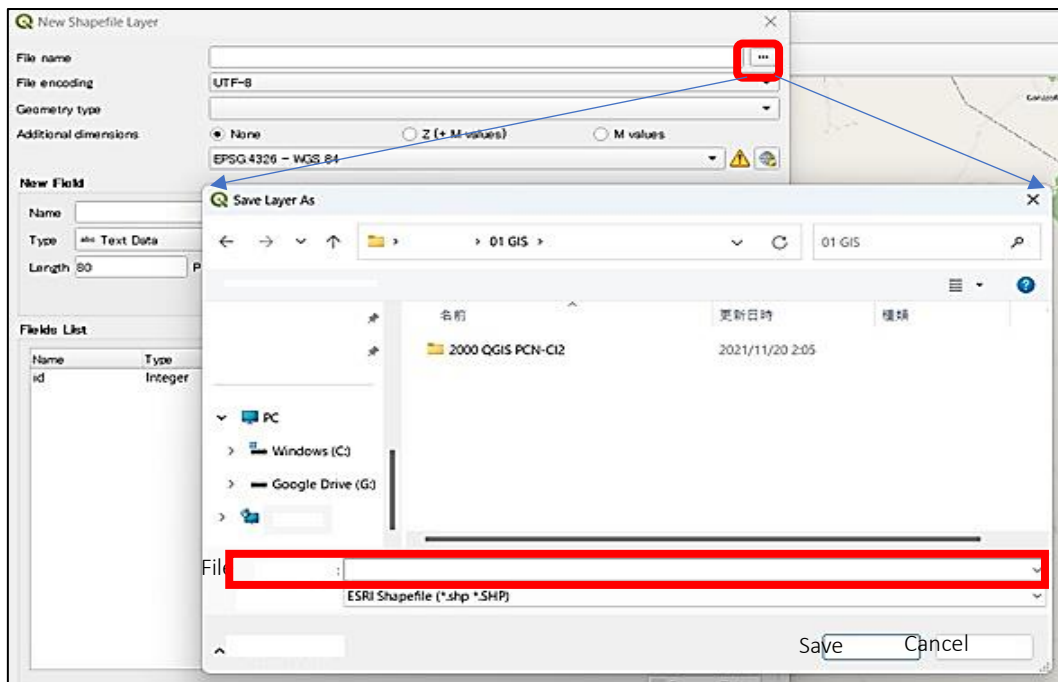 New Shapefile Layer
File name
...
File encoding
UTF-8
Geometry type
Additional dimensions
None
Z (+ M values)
M values
EPSG:4326 - WGS 84
New Field
Name
Type
abc Text Data
Length
80
P
Fields List
Name
Type
id
Integer
Save Layer As
01 GIS
01 GIS
名前
更新日時
種類
2000 QGIS PCN-CI2
2021/11/20 2:05
PC
Windows (C:)
Google Drive (G:)
File
:
ESRI Shapefile (*.shp *.SHP)
Save
Cancel